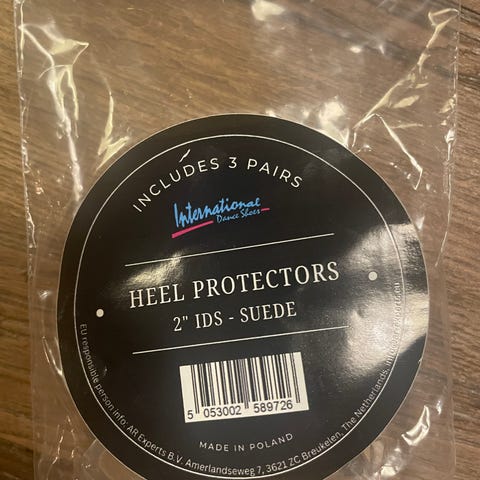 INCLUDES 3 PAIRS
International
Dance Shoes
HEEL PROTECTORS
2" IDS - SUEDE
5 053002 589726
MADE IN POLAND
EU responsible person info: AR Experts B.V. Amerlandseweg 7, 3621 ZC Breukelen, The Netherlands,